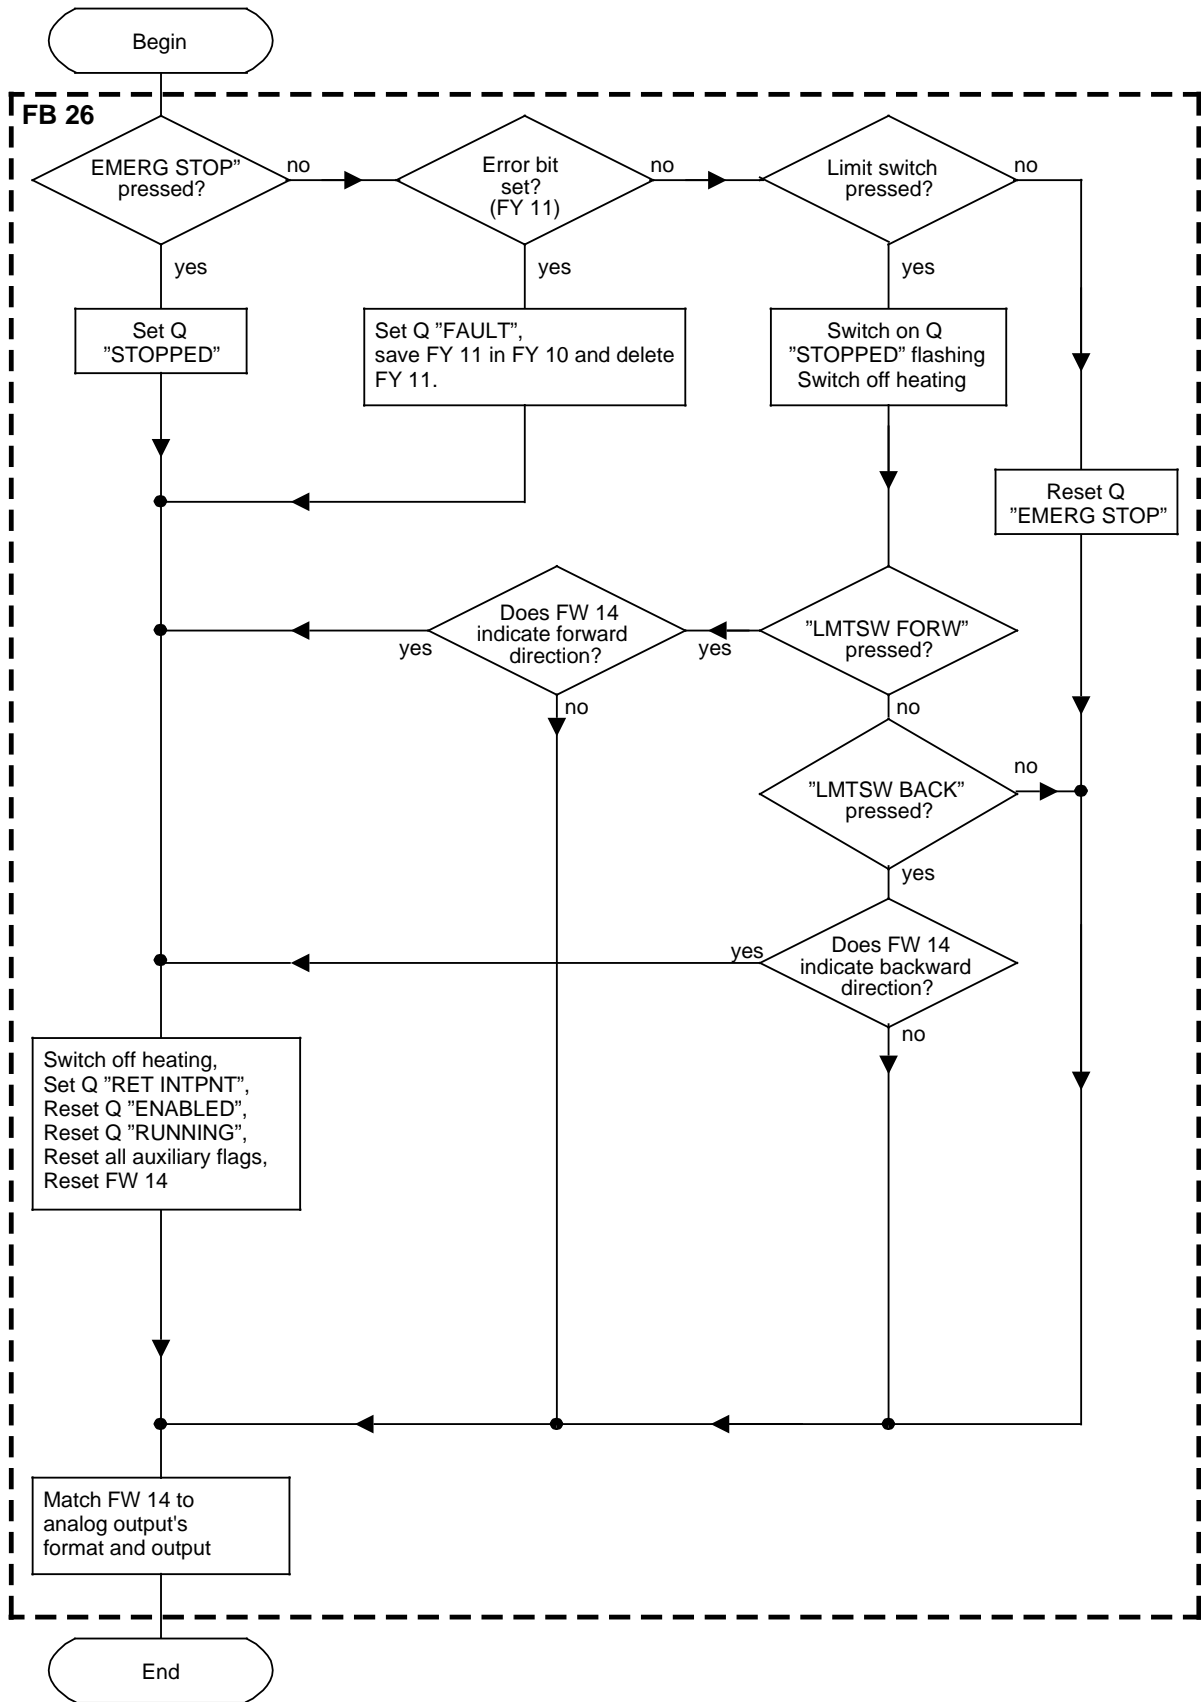 Begin
FB 26
EMERG STOP”
pressed?
no
Error bit
set?
(FY 11)
no
Limit switch
pressed?
no
yes
yes
yes
Set Q
”STOPPED”
Set Q ”FAULT”,
save FY 11 in FY 10 and delete
FY 11.
Switch on Q
”STOPPED” flashing
Switch off heating
Reset Q
”EMERG STOP”
Does FW 14
indicate forward
direction?
yes
”LMTSW FORW”
pressed?
yes
no
no
”LMTSW BACK”
pressed?
no
yes
Does FW 14
indicate backward
direction?
yes
no
Switch off heating,
Set Q ”RET INTPNT”,
Reset Q ”ENABLED”,
Reset Q ”RUNNING”,
Reset all auxiliary flags,
Reset FW 14
Match FW 14 to
analog output's
format and output
End